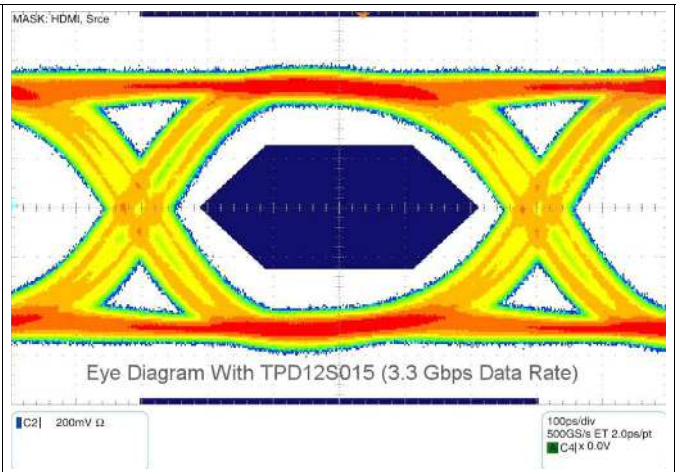 MASK: HDMI, Srce
Eye Diagram With TPD12S015 (3.3 Gbps Data Rate)
C2| 200mV Ω
100ps/div
500GS/s ET 2.0ps/pt
A C4| x 0.0V